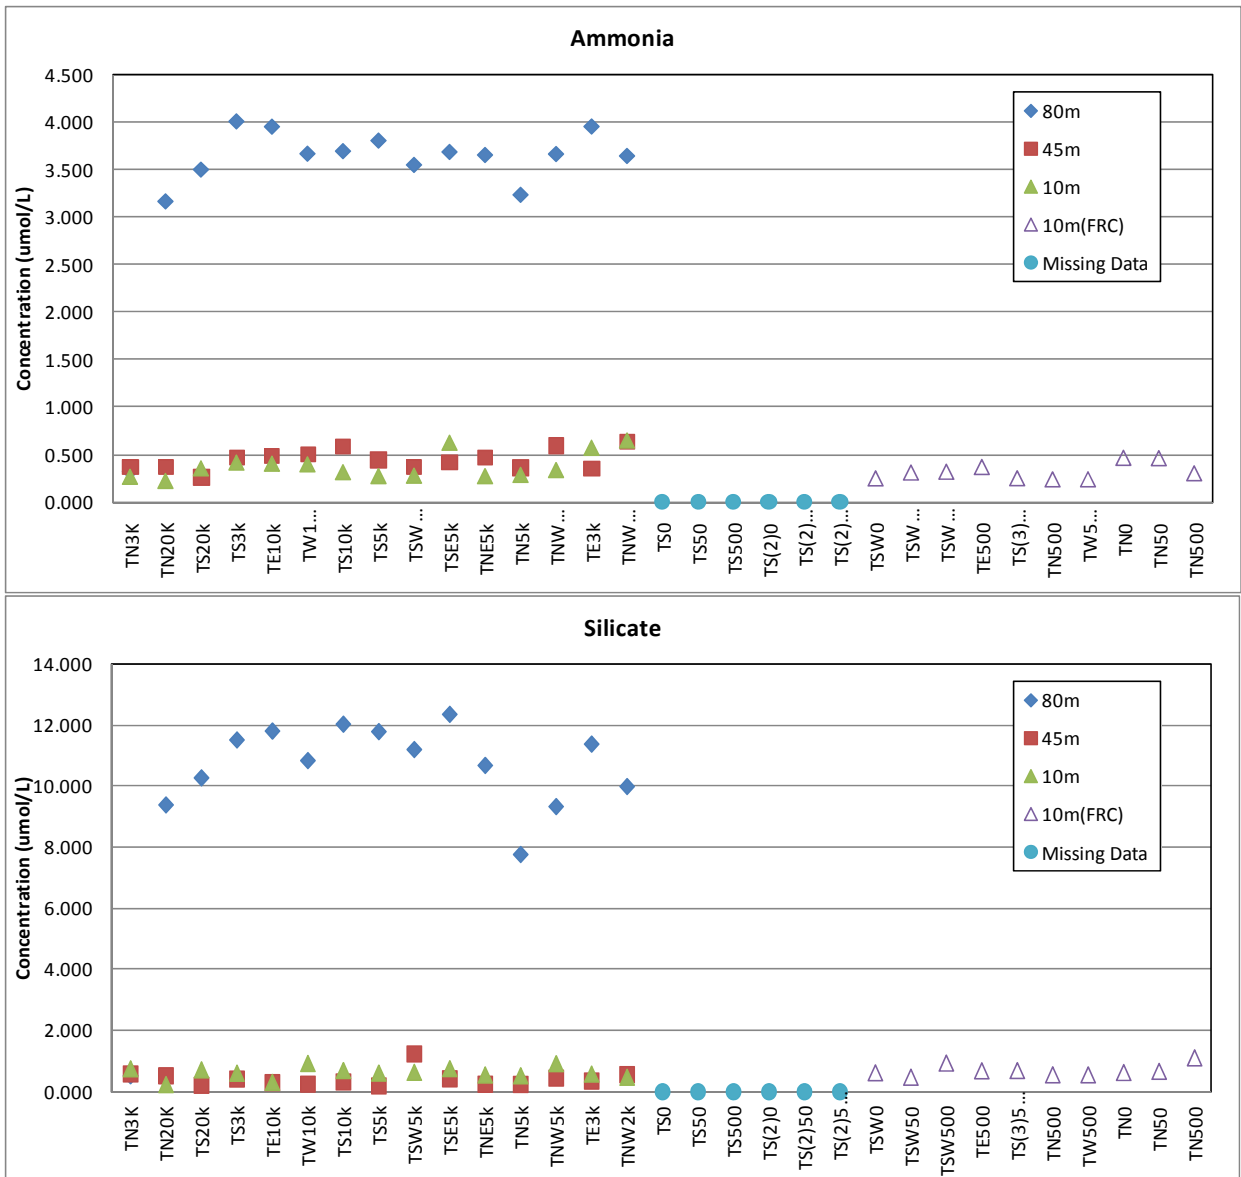 Ammonia
4.500
4.000
3.500
3.000
2.500
2.000
1.500
1.000
0.500
0.000
Concentration (umol/L)
80m
45m
10m
10m(FRC)
Missing Data
TN3K
TN20K
TS20k
TS3k
TE10k
TW1...
TS10k
TS5k
TSW...
TSE5k
TNE5k
TN5k
TNW...
TE3k
TNW...
TS0
TS50
TS500
TS(2)0
TS(2)...
TS(2)...
TSW0
TSW...
TSW...
TE500
TS(3)...
TN500
TW5...
TN0
TN50
TN500
Silicate
14.000
12.000
10.000
8.000
6.000
4.000
2.000
0.000
Concentration (umol/L)
80m
45m
10m
10m(FRC)
Missing Data
TN3K
TN20K
TS20k
TS3k
TE10k
TW10k
TS10k
TS5k
TSW5k
TSE5k
TNE5k
TN5k
TNW5k
TE3k
TNW2k
TS0
TS50
TS500
TS(2)0
TS(2)50
TS(2)5...
TSW0
TSW50
TSW500
TE500
TS(3)5...
TN500
TW500
TN0
TN50
TN500